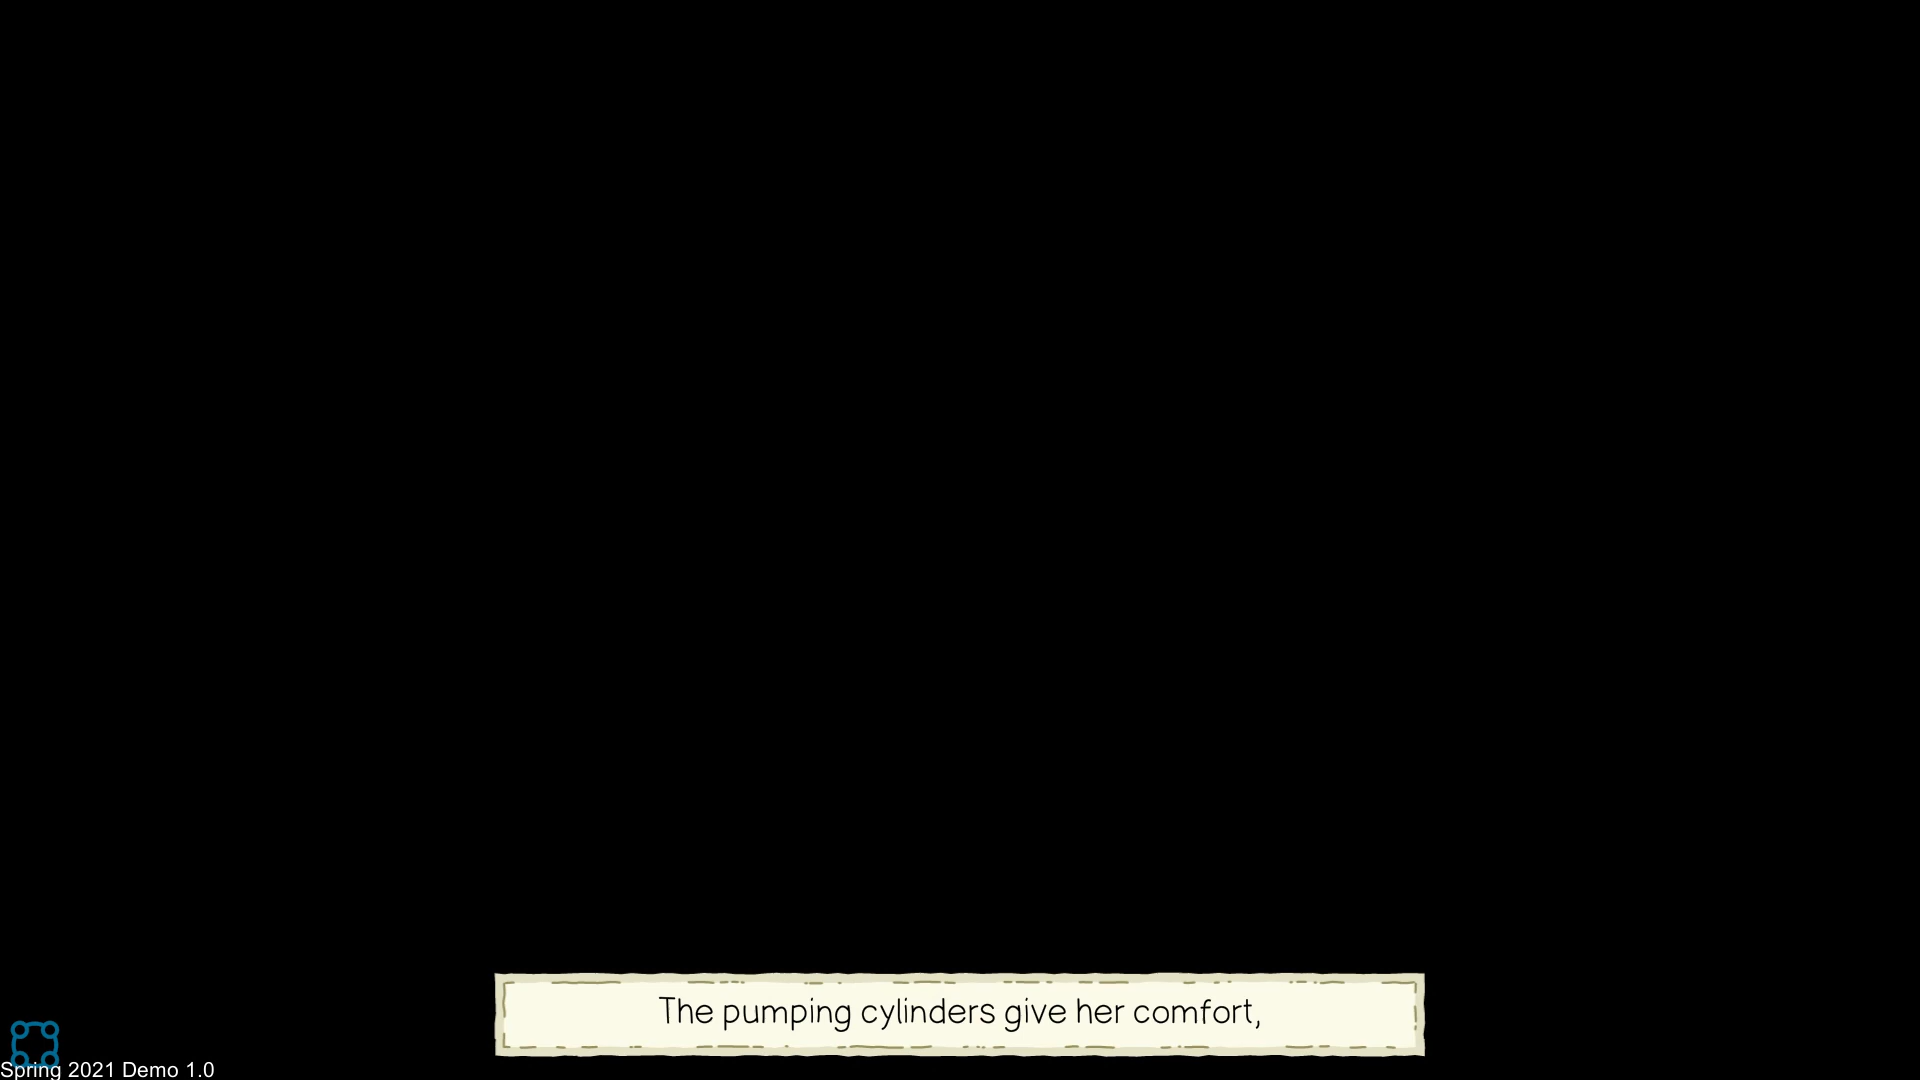 The pumping cylinders give her comfort,
Spring 2021 Demo 1.0